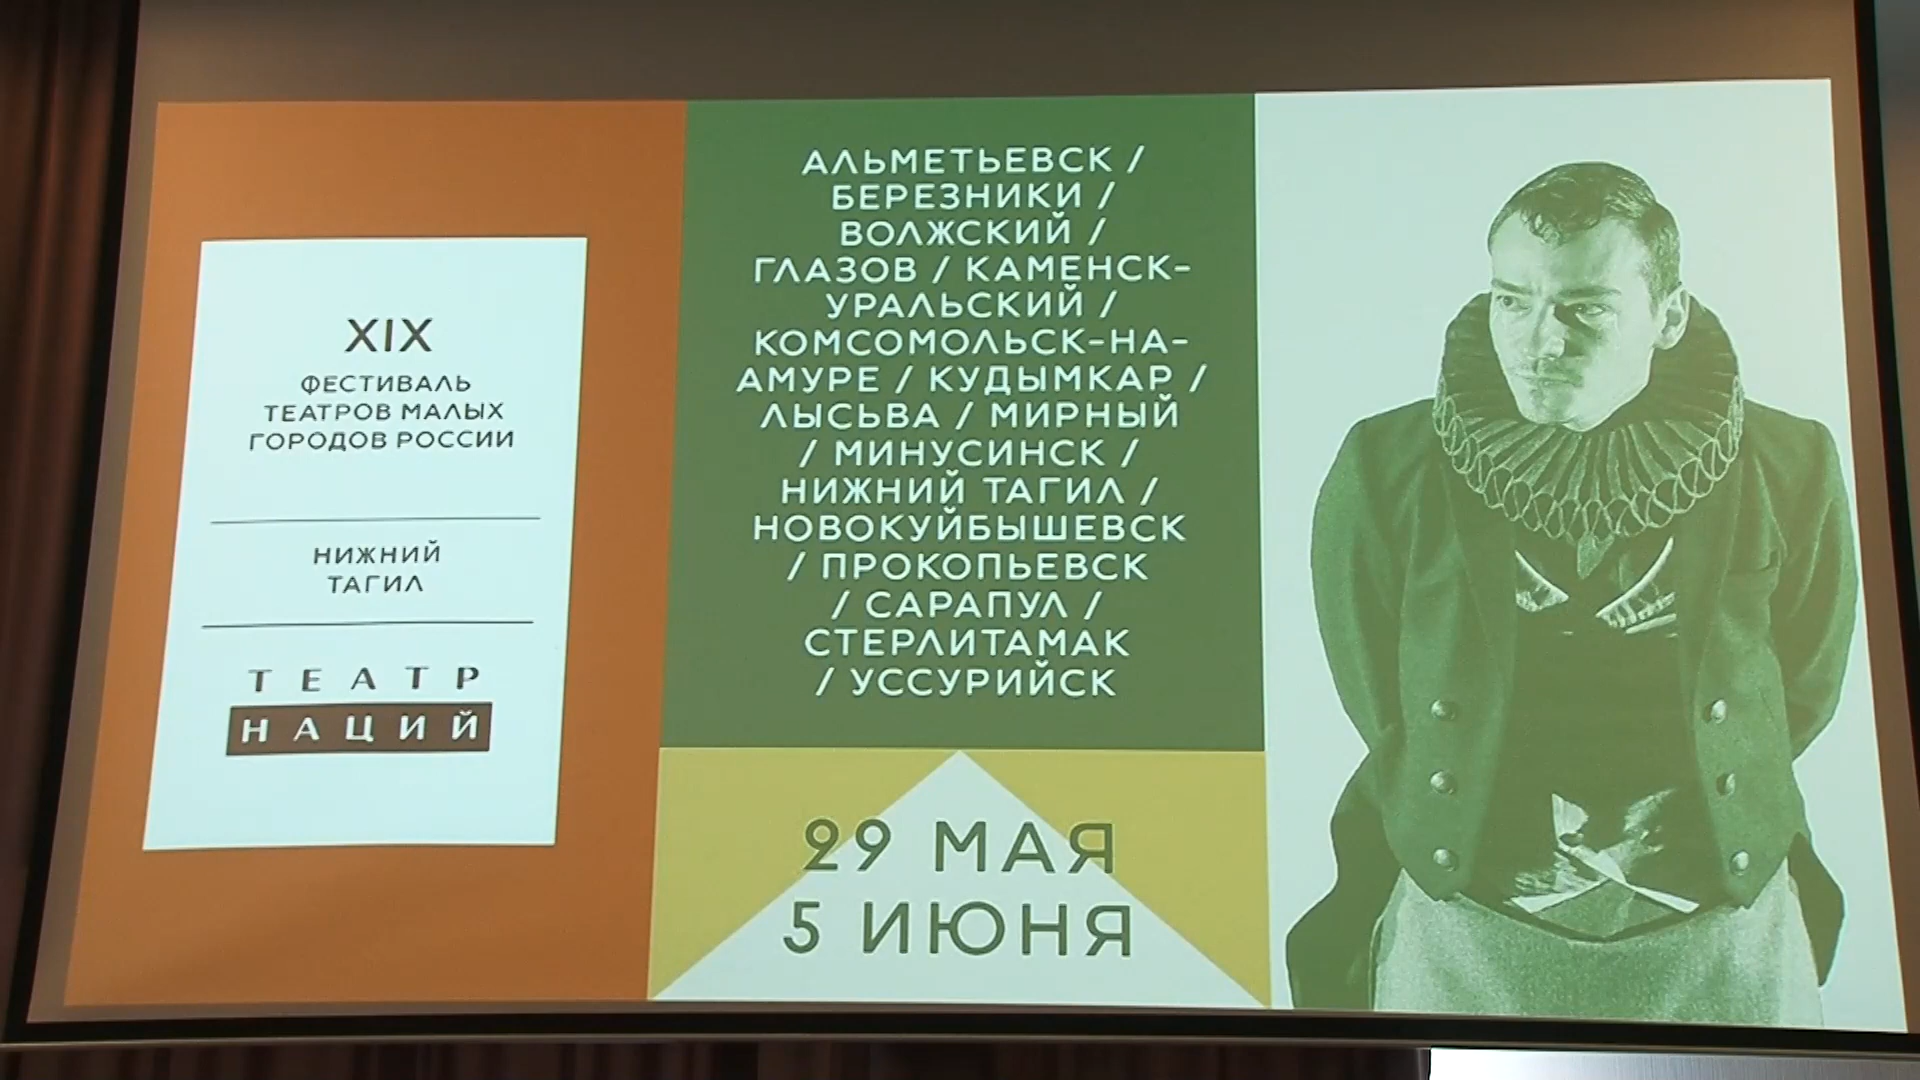 XIX
ФЕСТИВАЛЬ
ТЕАТРОВ МАЛЫХ
ГОРОДОВ РОССИИ
НИЖНИЙ
ТАГИЛ
ТЕАТР
НАЦИЙ
АЛЬМЕТЬЕВСК /
БЕРЕЗНИКИ /
ВОЛЖСКИЙ /
ГЛАЗОВ / КАМЕНСК-
УРАЛЬСКИЙ /
КОМСОМОЛЬСК-НА-
АМУРЕ / КУДЫМКАР /
ЛЫСЬВА / МИРНЫЙ
/ МИНУСИНСК /
НИЖНИЙ ТАГИЛ /
НОВОКУЙБЫШЕВСК
/ ПРОКОПЬЕВСК
/ САРАПУЛ /
СТЕРЛИТАМАК
/ УССУРИЙСК
29 МАЯ
5 ИЮНЯ